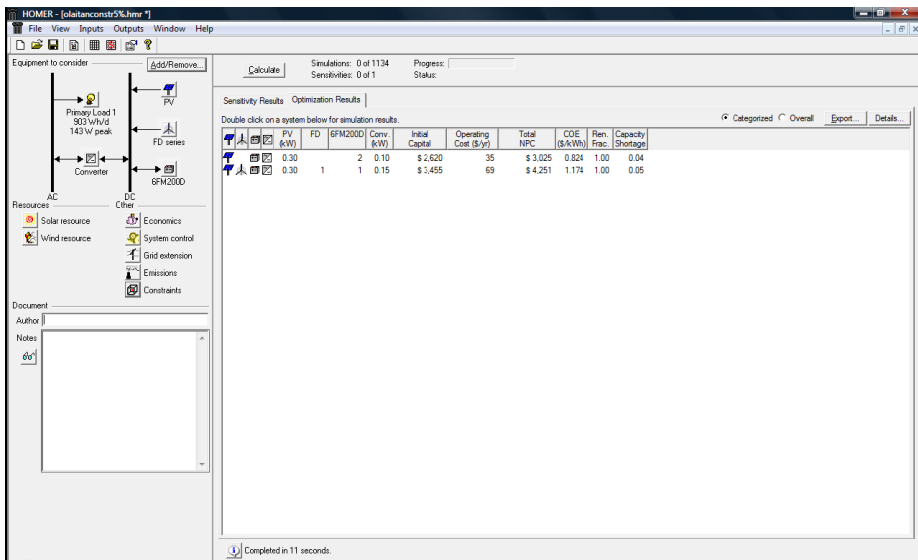 HOMER - [olaitanconstr5%.hmr *]
File View Inputs Outputs Window Help
Equipment to consider
Add/Remove...
Calculate
Simulations: 0 of 1134
Progress:
Sensitivities: 0 of 1
Status:
Primary Load 1
903 Wh/d
143 W peak
PV
FD series
Converter
6FM200D
AC
DC
Resources
Other
Solar resource
Economics
Wind resource
System control
Grid extension
Emissions
Constraints
Document
Author
Notes
Sensitivity Results Optimization Results
Double click on a system below for simulation results.
Categorized Overall Export... Details...
PV (kW) FD 6FM200D Conv. (kW) Initial Capital Operating Cost ($/yr) Total NPC COE ($/kWh) Ren. Frac. Capacity Shortage
0.30 2 0.10 $ 2,620 35 $ 3,025 0.824 1.00 0.04
0.30 1 1 0.15 $ 3,455 69 $ 4,251 1.174 1.00 0.05
Completed in 11 seconds.